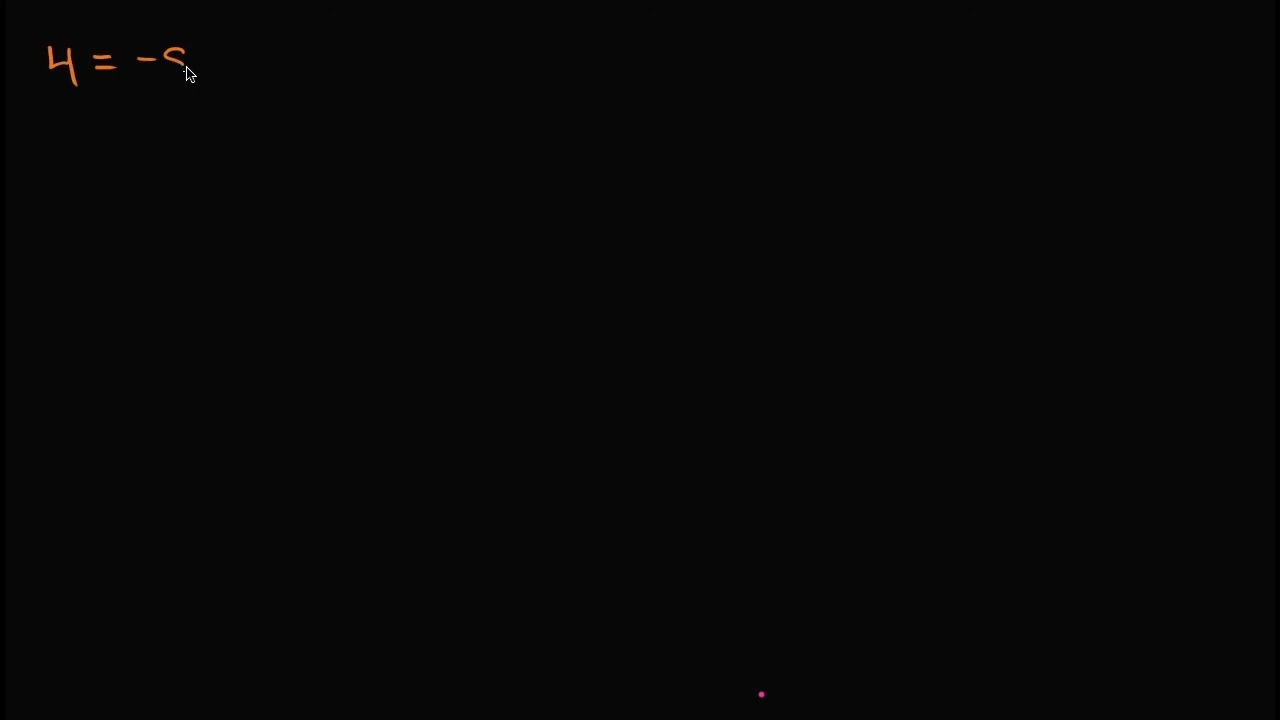 4 = -